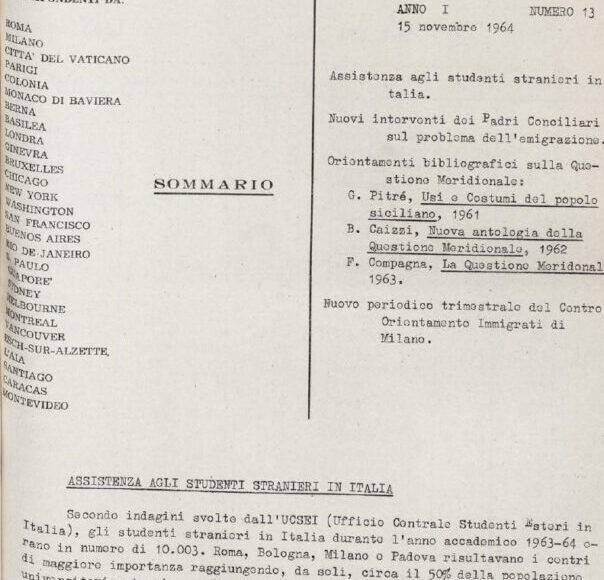 ROMA
MILANO
CITTA' DEL VATICANO
PARIGI
COLONIA
MONACO DI BAVIERA
BERNA
BASILEA
LONDRA
GINEVRA
BRUXELLES
CHICAGO
NEW YORK
WASHINGTON
SAN FRANCISCO
BUENOS AIRES
RIO DE JANEIRO
PAULO
SYDNEY
MELBOURNE
MONTREAL
VANCOUVER
ESCH-SUR-ALZETTE
L'AIA
SANTIAGO
CARACAS
MONTEVIDEO
SOMMARIO
ANNO I NUMERO 13
15 novembre 1964
Assistenza agli studenti stranieri in
talia.
Nuovi interventi dei Padri Conciliari
sul problema dell'emigrazione.
Orientamenti bibliografici sulla Que-
stione Meridionale:
G. Pitré, Usi e Costumi del popolo
siciliano, 1961
B. Caizzi, Nuova antologia della
Questione Meridionale, 1962
F. Compagna, La Questione Meridonal
1963.
Nuovo periodico trimestrale del Centro
Orientamento Immigrati di
Milano.
ASSISTENZA AGLI STUDENTI STRANIERI IN ITALIA
Secondo indagini svolte dall'UCSEI (Ufficio Centrale Studenti Esteri in
Italia), gli studenti stranieri in Italia durante l'anno accademico 1963-64 e-
rano in numero di 10.003. Roma, Bologna, Milano e Padova risultavano i centri
di maggiore importanza raggiungendo, da soli, circa il 50% della popolazione